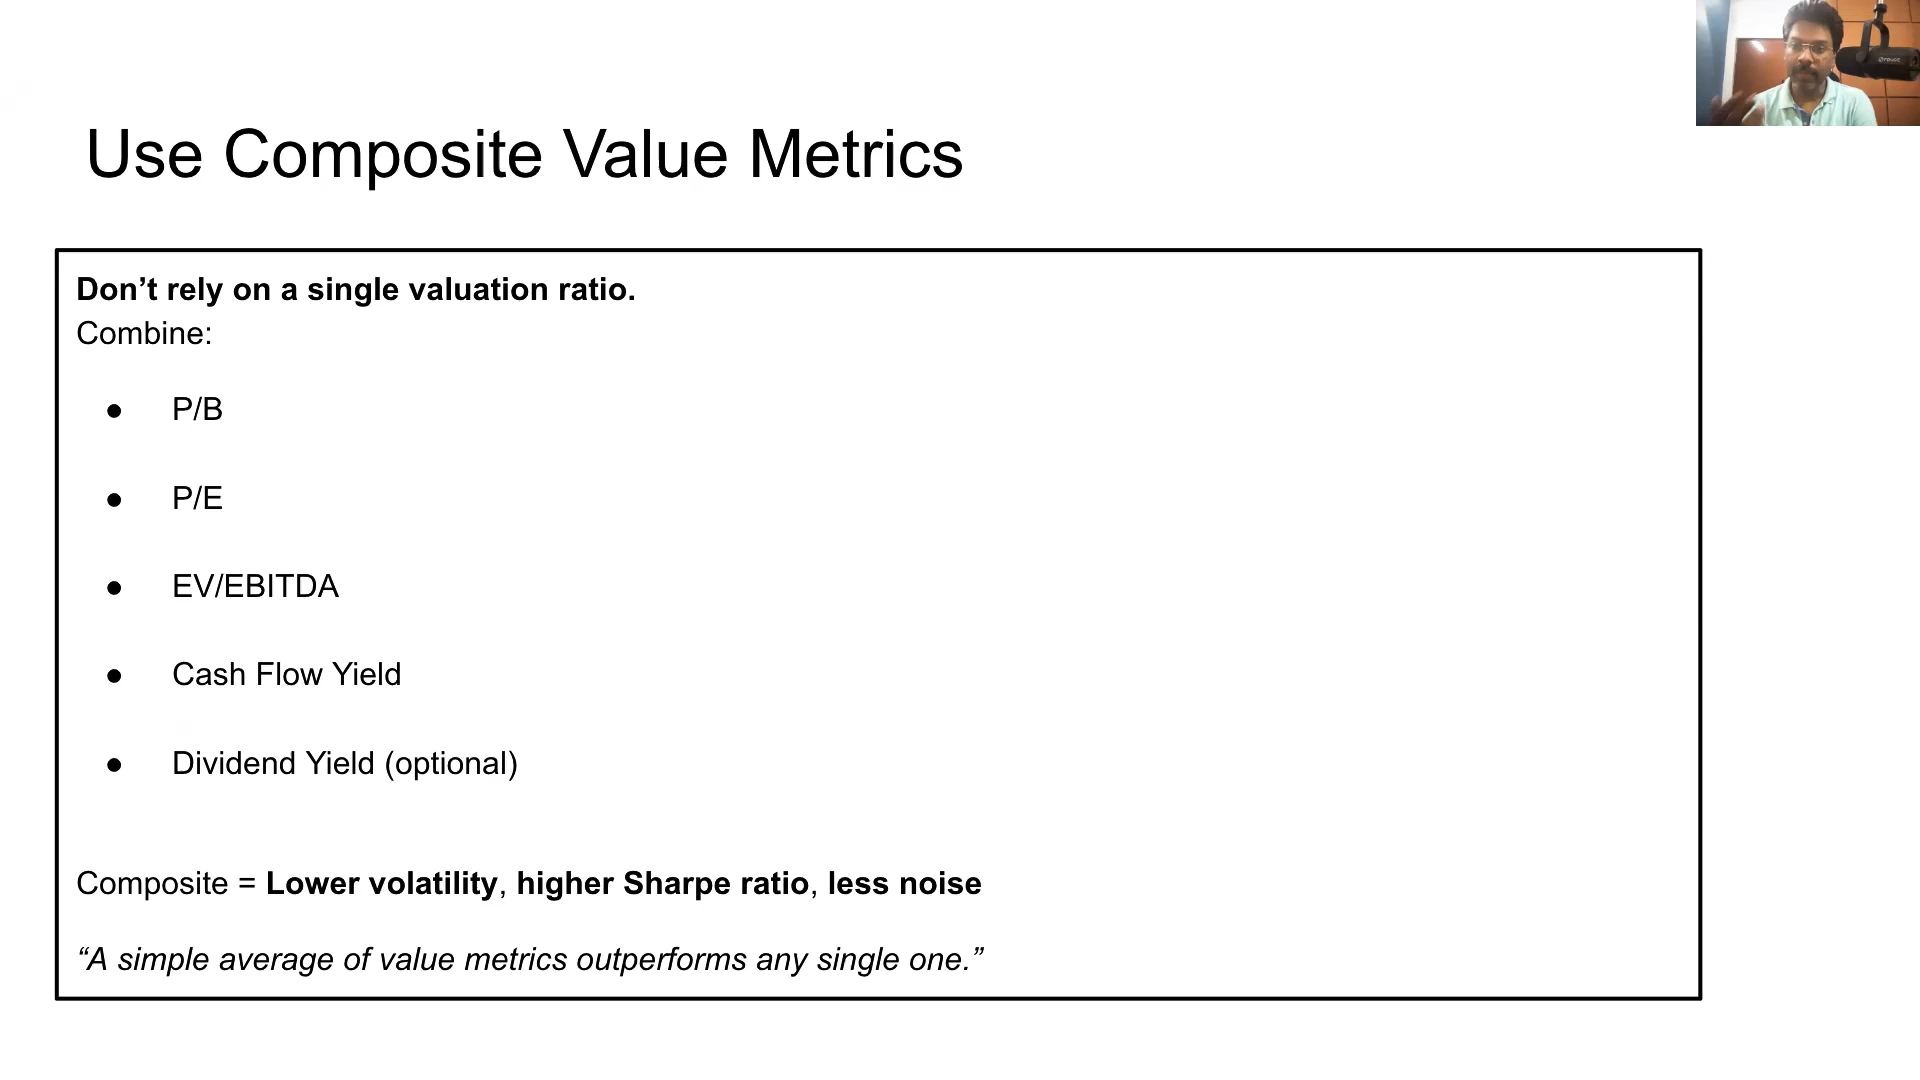 Use Composite Value Metrics
Don’t rely on a single valuation ratio.
Combine:
● P/B
● P/E
● EV/EBITDA
● Cash Flow Yield
● Dividend Yield (optional)
Composite = Lower volatility, higher Sharpe ratio, less noise
“A simple average of value metrics outperforms any single one.”